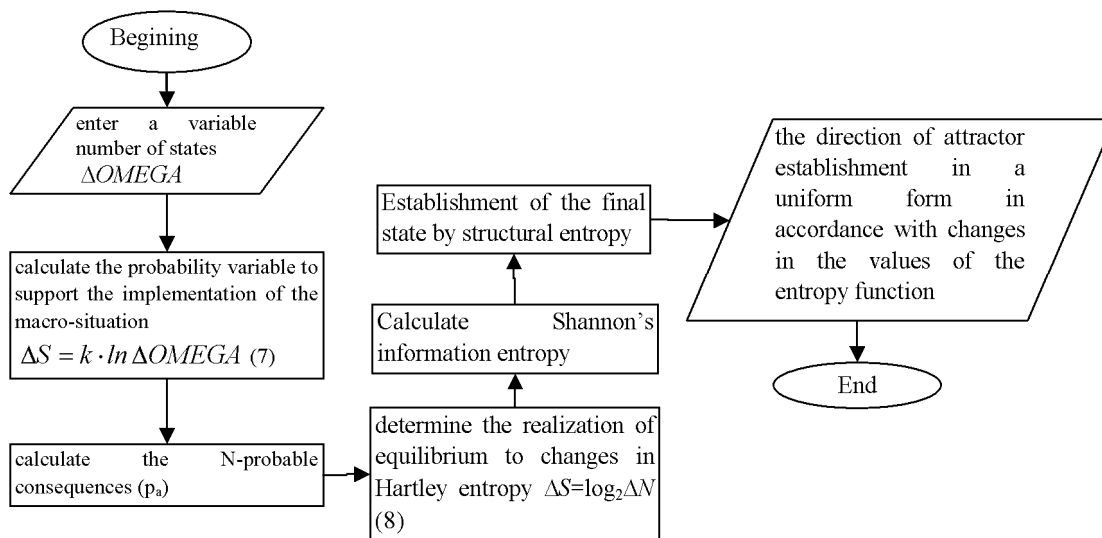 Begining
enter a variable
number of states
ΔOMEGA
calculate the probability variable to
support the implementation of the
macro-situation
ΔS = k · ln ΔOMEGA (7)
calculate the N-probable
consequences (pₐ)
determine the realization of
equilibrium to changes in
Hartley entropy ΔS=log₂ΔN
(8)
Calculate Shannon’s
information entropy
Establishment of the final
state by structural entropy
the direction of attractor
establishment in a
uniform form in
accordance with changes
in the values of the
entropy function
End